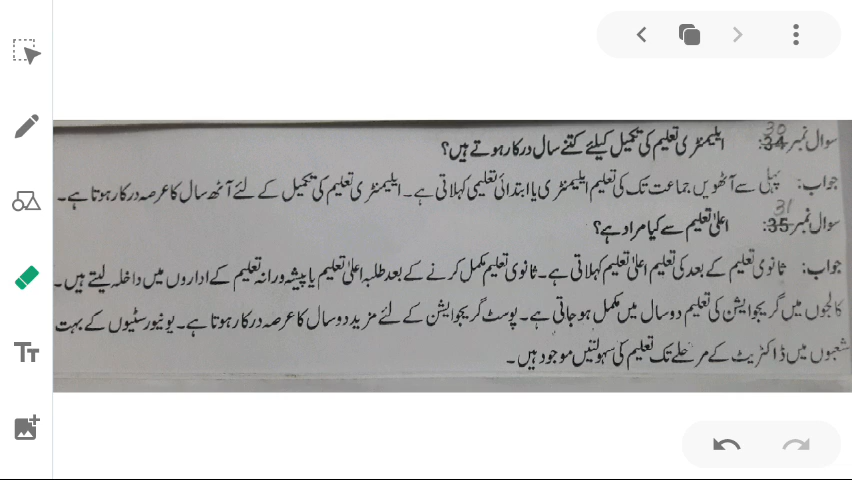 سوال نمبر 34: 30 ایلیمنٹری تعلیم کی تکمیل کیلئے کتنے سال درکار ہوتے ہیں؟
جواب: پہلی سے آٹھویں جماعت تک کی تعلیم ایلیمنٹری یا ابتدائی تعلیمی کہلاتی ہے۔ ایلیمنٹری تعلیم کی تکمیل کے لئے آٹھ سال کا عرصہ درکار ہوتا ہے۔
سوال نمبر 35: 31 اعلیٰ تعلیم سے کیا مراد ہے؟
جواب: ثانوی تعلیم کے بعد کی تعلیم اعلیٰ تعلیم کہلاتی ہے۔ ثانوی تعلیم مکمل کرنے کے بعد طلبہ اعلیٰ تعلیم یا پیشہ ورانہ تعلیم کے اداروں میں داخلہ لیتے ہیں۔
کالجوں میں گریجوایشن کی تعلیم دو سال میں مکمل ہو جاتی ہے۔ پوسٹ گریجوایشن کے لئے مزید دو سال کا عرصہ درکار ہوتا ہے۔ یونیورسٹیوں کے بہت
شعبوں میں ڈاکٹریٹ کے مرحلے تک تعلیم کی سہولتیں موجود ہیں۔
Tт